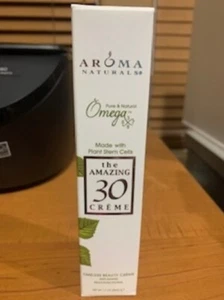 AROMA
NATURALS®
Pure & Natural
Omega
Made with
Plant Stem Cells
the
AMAZING
30
CRÈME